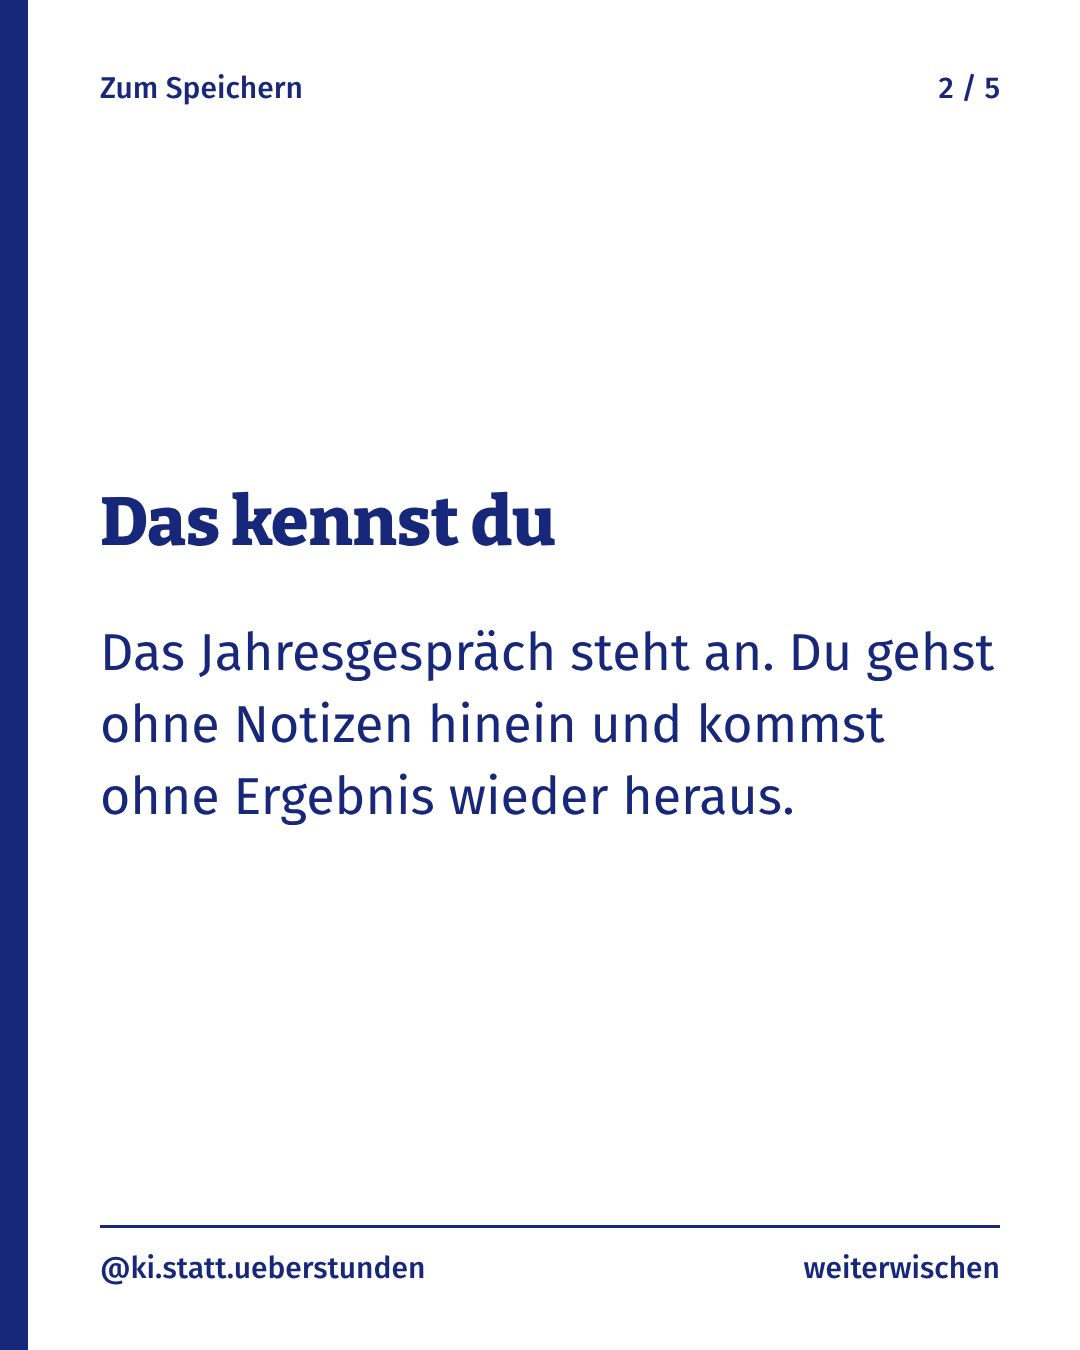 Zum Speichern
2 / 5
Das kennst du
Das Jahresgespräch steht an. Du gehst
ohne Notizen hinein und kommst
ohne Ergebnis wieder heraus.
@ki.statt.ueberstunden
weiterwischen